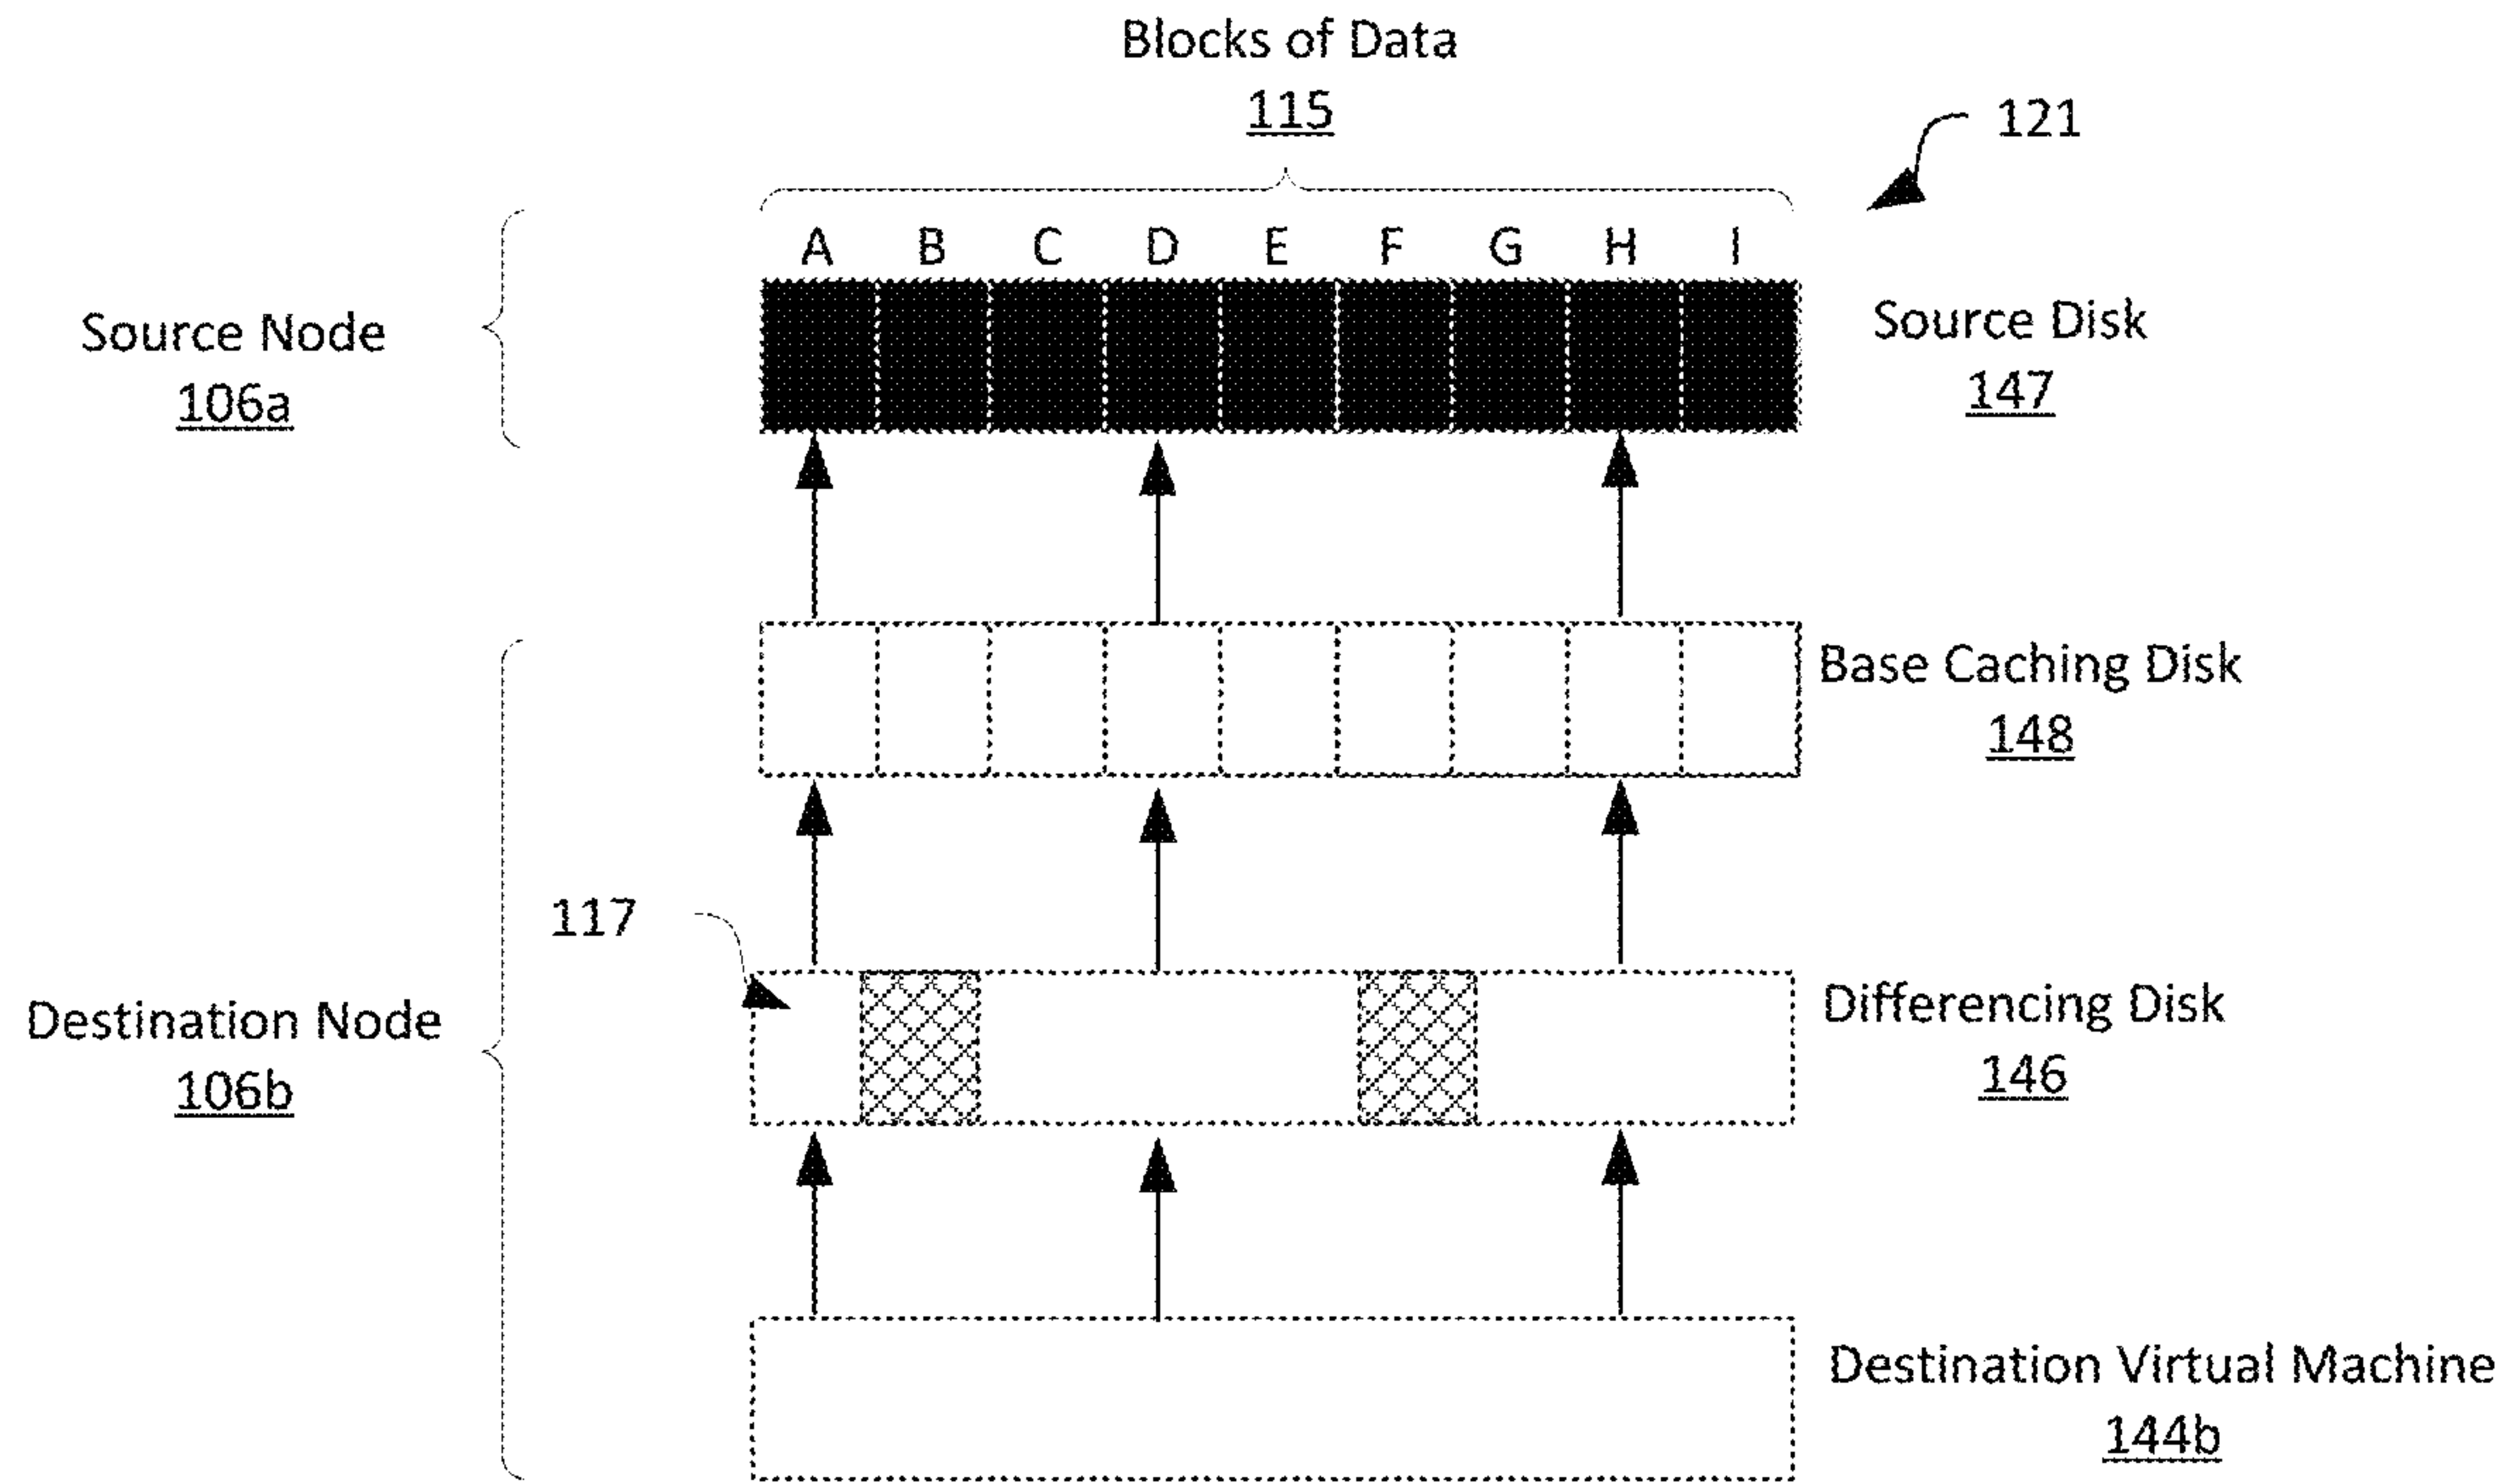 Blocks of Data
115
121
A B C D E F G H I
Source Node
106a
Source Disk
147
Base Caching Disk
148
117
Destination Node
106b
Differencing Disk
146
Destination Virtual Machine
144b